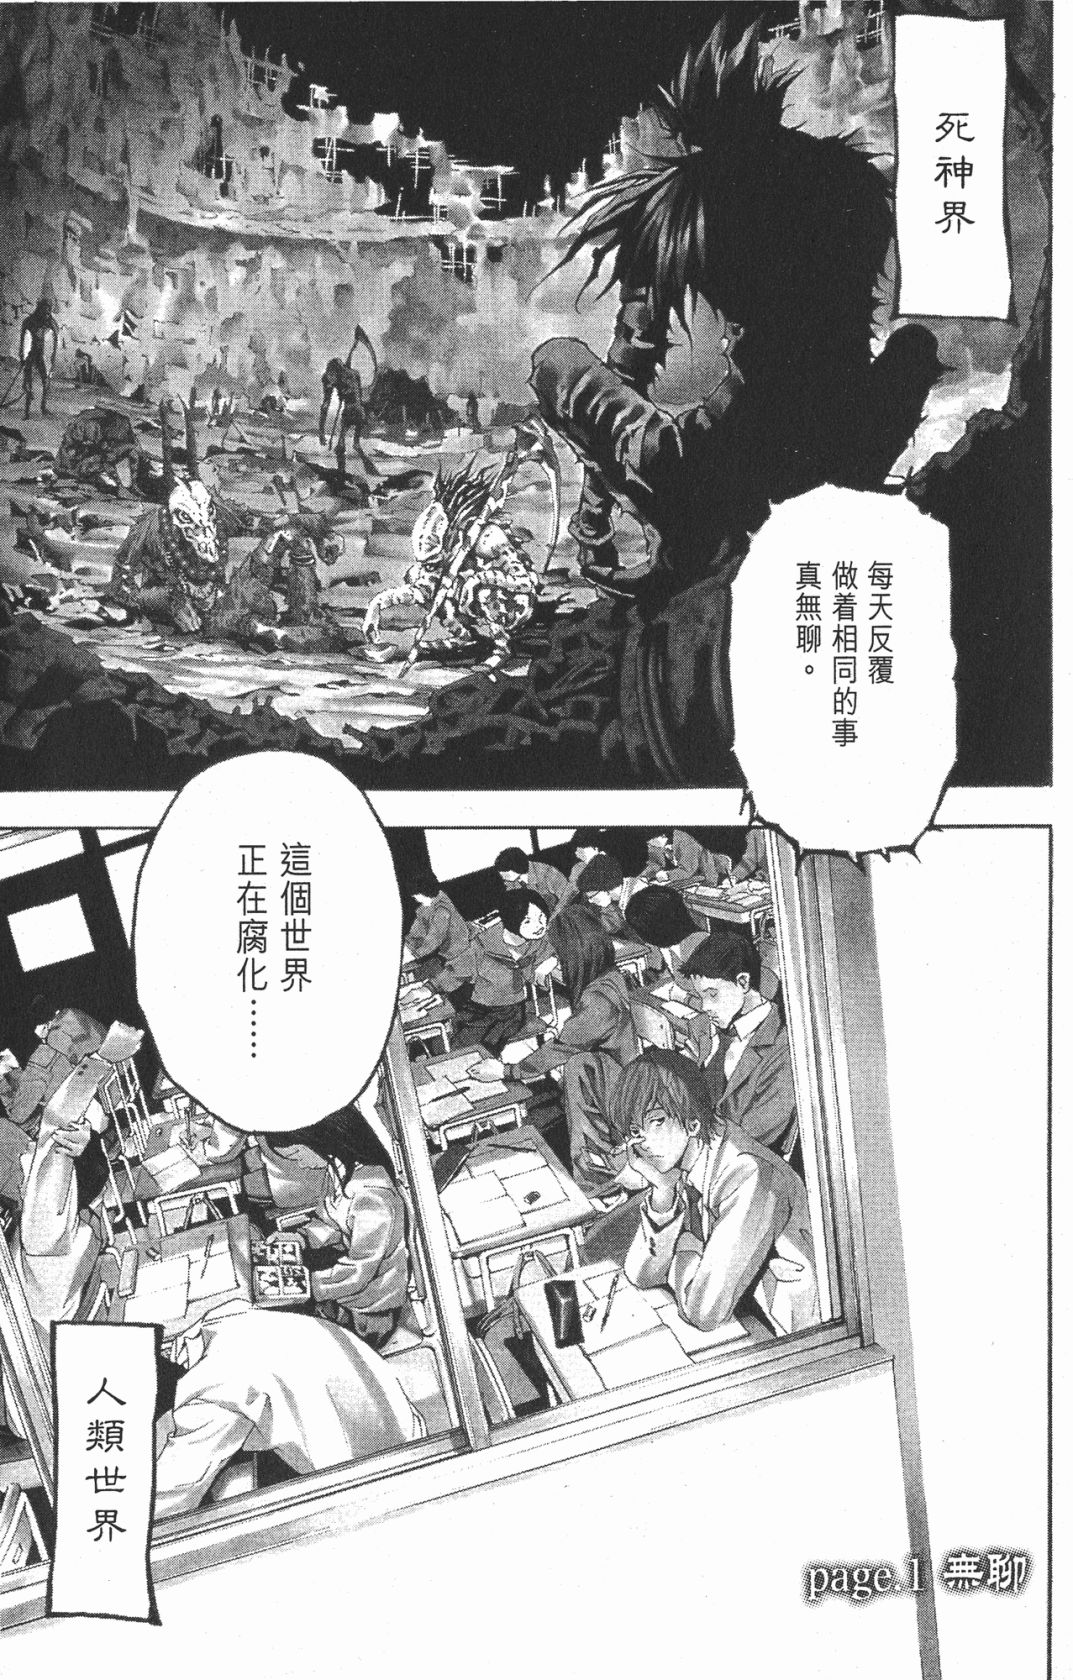 死神界
每天反覆
做着相同的事
真無聊。
這個世界
正在腐化……
人類世界
page.1 無聊